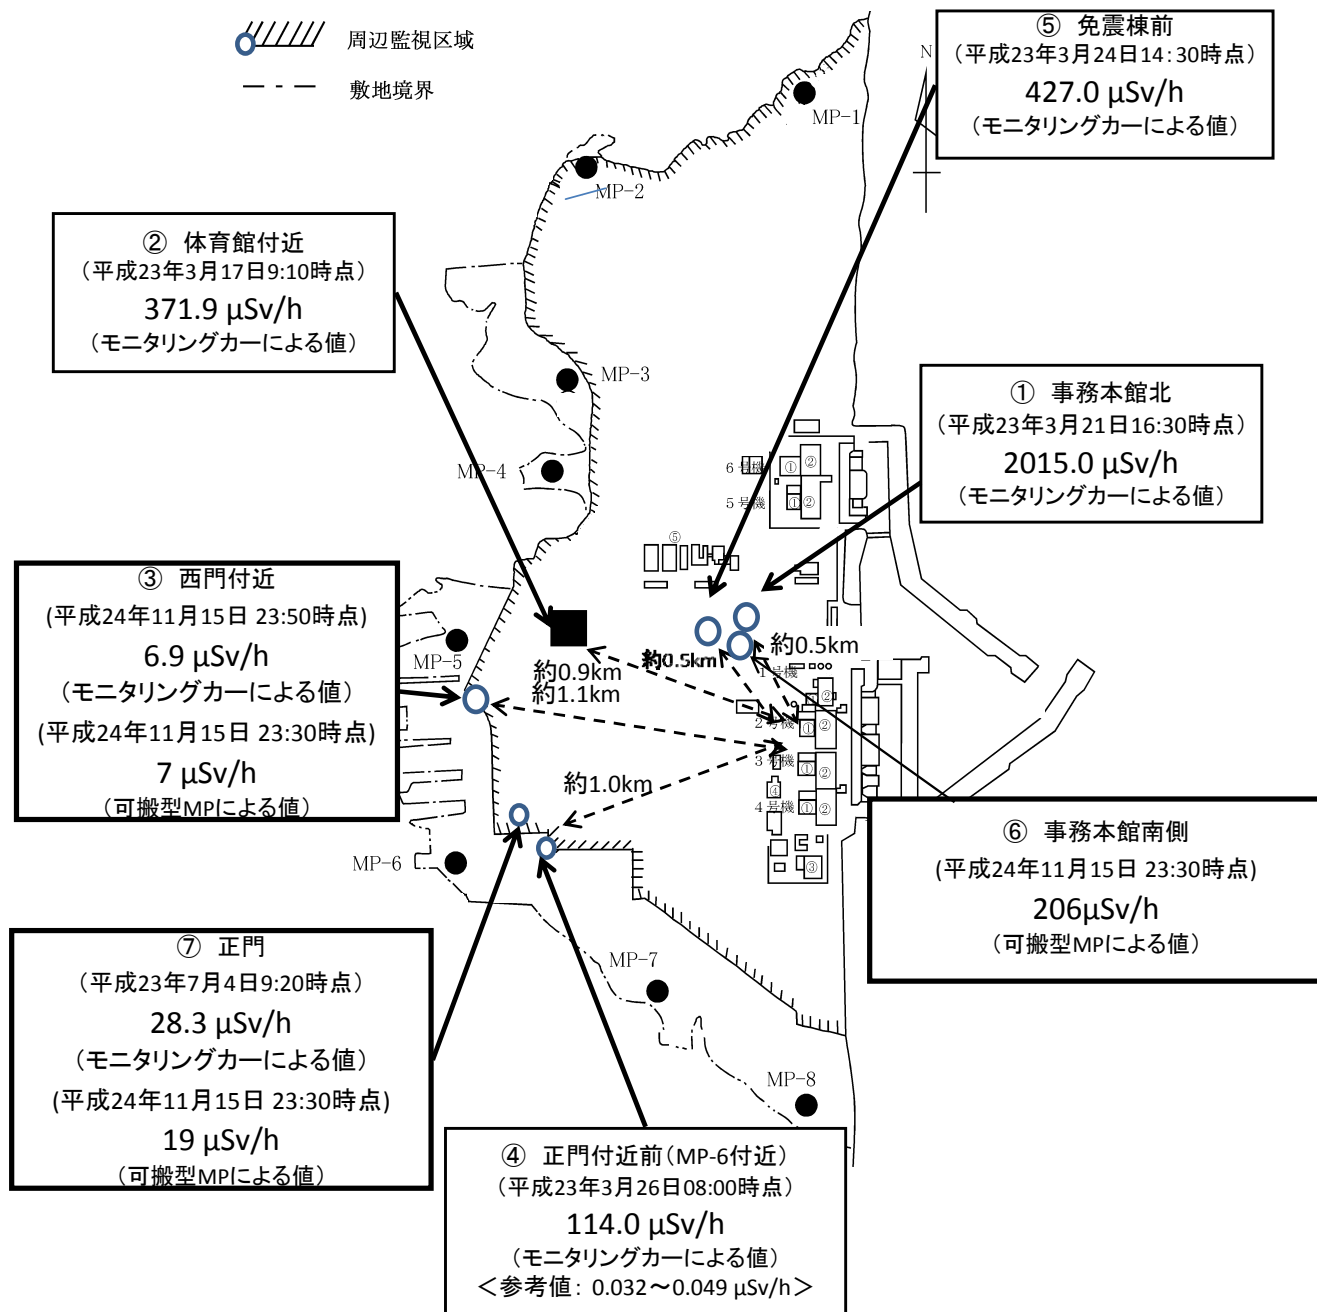 周辺監視区域
敷地境界
⑤ 免震棟前
(平成23年3月24日14:30時点)
427.0 μSv/h
(モニタリングカーによる値)
N
MP-1
MP-2
② 体育館付近
(平成23年3月17日9:10時点)
371.9 μSv/h
(モニタリングカーによる値)
MP-3
① 事務本館北
(平成23年3月21日16:30時点)
2015.0 μSv/h
(モニタリングカーによる値)
MP-4
6号機
①
②
5号機
①
②
⑤
③ 西門付近
(平成24年11月15日 23:50時点)
6.9 μSv/h
(モニタリングカーによる値)
(平成24年11月15日 23:30時点)
7 μSv/h
(可搬型MPによる値)
MP-5
約0.9km
約1.1km
約0.5km
約0.5km
1号機
②
2号機
①
②
3号機
①
②
④
4号機
①
②
③
約1.0km
MP-6
⑥ 事務本館南側
(平成24年11月15日 23:30時点)
206μSv/h
(可搬型MPによる値)
⑦ 正門
(平成23年7月4日9:20時点)
28.3 μSv/h
(モニタリングカーによる値)
(平成24年11月15日 23:30時点)
19 μSv/h
(可搬型MPによる値)
MP-7
MP-8
④ 正門付近前(MP-6付近)
(平成23年3月26日08:00時点)
114.0 μSv/h
(モニタリングカーによる値)
<参考値: 0.032~0.049 μSv/h>